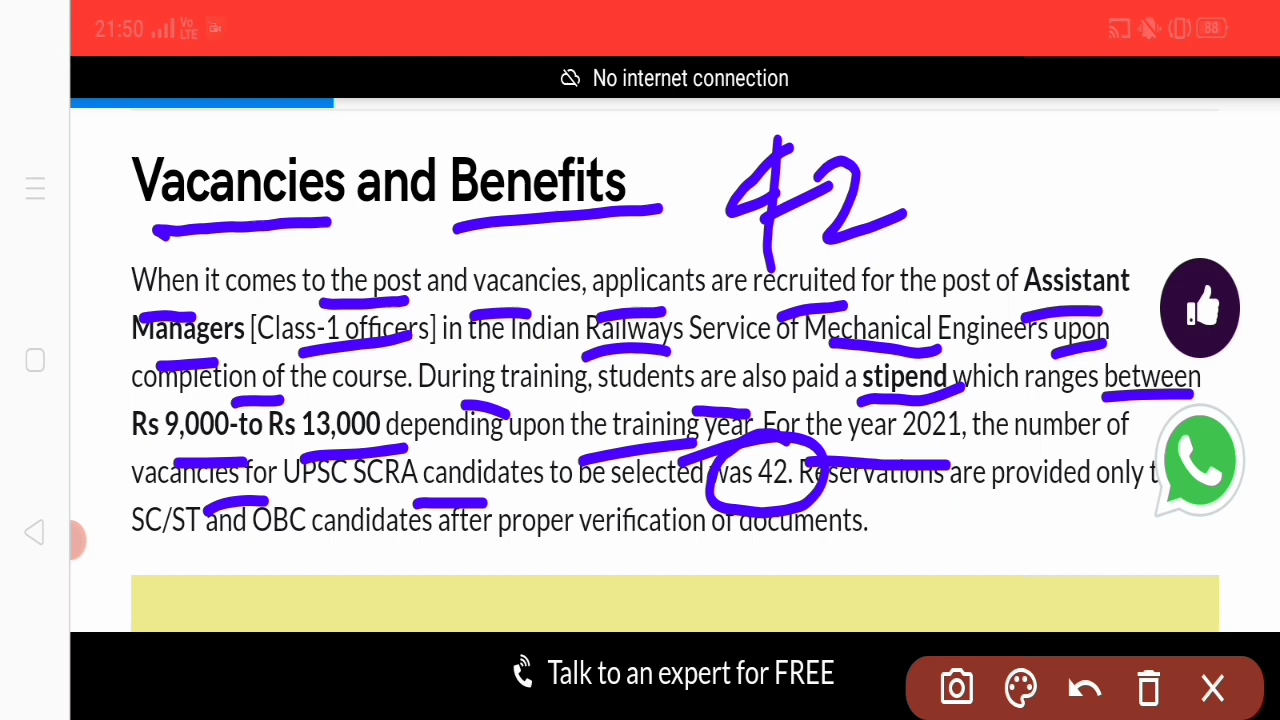 21:50 Vo LTE 88
No internet connection
Vacancies and Benefits 42
When it comes to the post and vacancies, applicants are recruited for the post of Assistant
Managers [Class-1 officers] in the Indian Railways Service of Mechanical Engineers upon
completion of the course. During training, students are also paid a stipend which ranges between
Rs 9,000-to Rs 13,000 depending upon the training year. For the year 2021, the number of
vacancies for UPSC SCRA candidates to be selected was 42. Reservations are provided only t
SC/ST and OBC candidates after proper verification of documents.
Talk to an expert for FREE